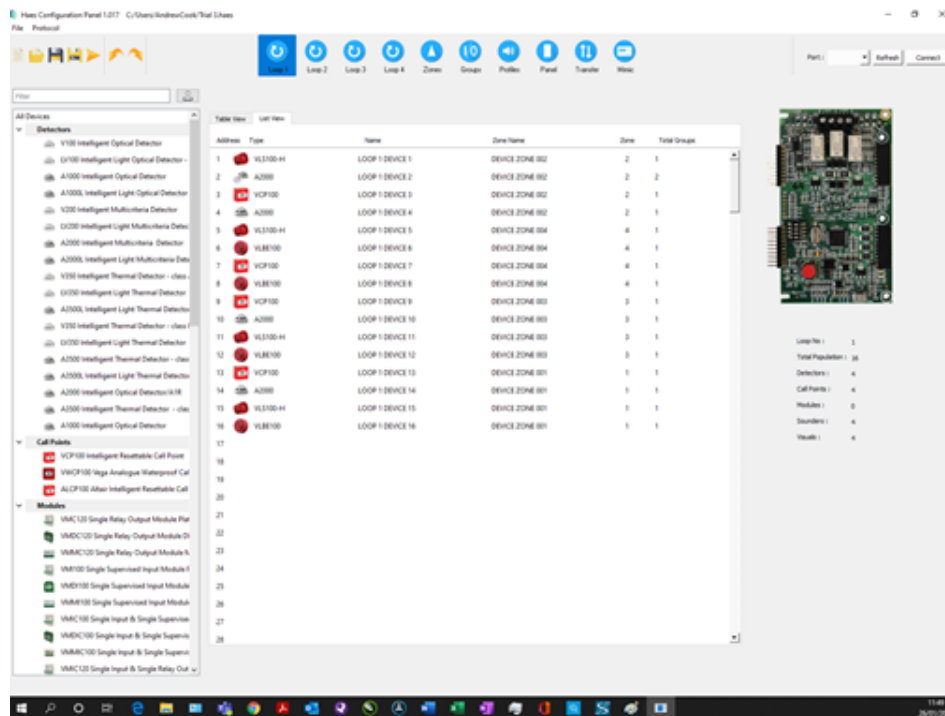 Haes Configuration Panel 1.017 C:/Users/AndrewCook/Trial 1.haes
File Protocol
Loop 1 Loop 2 Loop 3 Loop 4 Zones Groups Profiles Panel Transfer Mimic
Port : Refresh Connect
Filter
All Devices
Detectors
V100 Intelligent Optical Detector
LV100 Intelligent Light Optical Detector -
A1000 Intelligent Optical Detector
A1000L Intelligent Light Optical Detector
V200 Intelligent Multicriteria Detector
LV200 Intelligent Light Multicriteria Detec
A2000 Intelligent Multicriteria Detector
A2000L Intelligent Light Multicriteria Dete
V350 Intelligent Thermal Detector - class
LV350 Intelligent Light Thermal Detector
A3500L Intelligent Light Thermal Detector
V350 Intelligent Thermal Detector - class
LV350 Intelligent Light Thermal Detector
A3500 Intelligent Thermal Detector - class
A3500L Intelligent Light Thermal Detector
A2000 Intelligent Optical Detector
A3500 Intelligent Thermal Detector - clas
A1000 Intelligent Optical Detector
Call Points
VCP100 Intelligent Resettable Call Point
VWCP100 Vega Analogue Waterproof Cal
ALCP100 Altair Intelligent Resettable Call
Modules
VMC120 Single Relay Output Module
VMDC120 Single Relay Output Module
VMMC120 Single Relay Output Module
VM100 Single Supervised Input Module
VMDI100 Single Supervised Input Module
VMMI100 Single Supervised Input Module
VMIC100 Single Input & Single Supervise
VMDIC100 Single Input & Single Supervis
VMMIC100 Single Input & Single Supervi
VMIC120 Single Input & Single Relay Out
Table View List View
Address Type Name Zone Name Zone Total Groups
1 VLS100-H LOOP 1 DEVICE 1 DEVICE ZONE 002 2 1
2 A2000 LOOP 1 DEVICE 2 DEVICE ZONE 002 2 2
3 VCP100 LOOP 1 DEVICE 3 DEVICE ZONE 002 2 1
4 A2000 LOOP 1 DEVICE 4 DEVICE ZONE 002 2 1
5 VLS100-H LOOP 1 DEVICE 5 DEVICE ZONE 004 4 1
6 VLBE100 LOOP 1 DEVICE 6 DEVICE ZONE 004 4 1
7 VCP100 LOOP 1 DEVICE 7 DEVICE ZONE 004 4 1
8 VLBE100 LOOP 1 DEVICE 8 DEVICE ZONE 004 4 1
9 VCP100 LOOP 1 DEVICE 9 DEVICE ZONE 003 3 1
10 A2000 LOOP 1 DEVICE 10 DEVICE ZONE 003 3 1
11 VLS100-H LOOP 1 DEVICE 11 DEVICE ZONE 003 3 1
12 VLBE100 LOOP 1 DEVICE 12 DEVICE ZONE 003 3 1
13 VCP100 LOOP 1 DEVICE 13 DEVICE ZONE 001 1 1
14 A2000 LOOP 1 DEVICE 14 DEVICE ZONE 001 1 1
15 VLS100-H LOOP 1 DEVICE 15 DEVICE ZONE 001 1 1
16 VLBE100 LOOP 1 DEVICE 16 DEVICE ZONE 001 1 1
17
18
19
20
21
22
23
24
25
26
27
28
Loop No : 1
Total Population : 16
Detectors : 4
Call Points : 4
Modules : 0
Sounders : 4
Visuals : 4